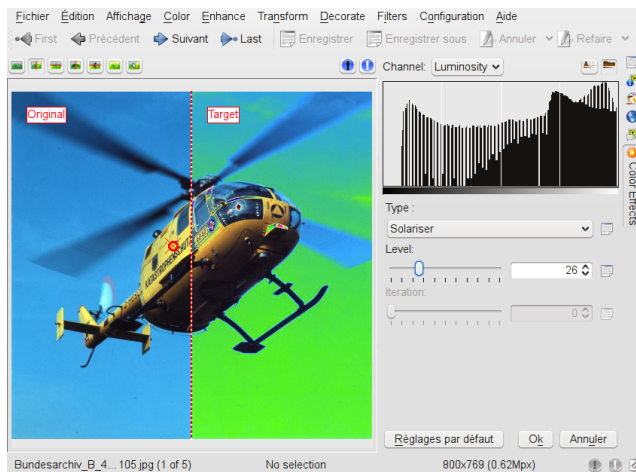 Fichier Édition Affichage Color Enhance Transform Decorate Filters Configuration Aide
First Précédent Suivant Last Enregistrer Enregistrer sous Annuler Refaire
Channel: Luminosity
Original Target
Color Effects
Type :
Solariser
Level:
26
Iteration:
0
KATASTROPHENSCHUTZ
Réglages par défaut Ok Annuler
Bundesarchiv_B_4... 105.jpg (1 of 5) No selection 800x769 (0.62Mpx)